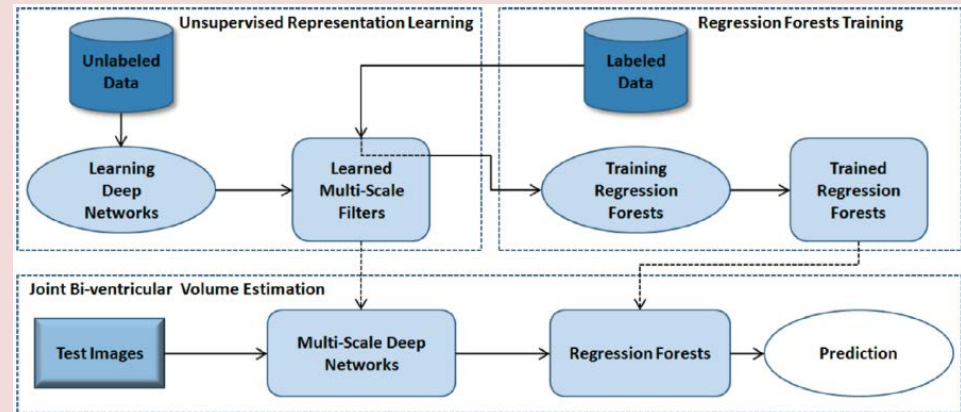 Unsupervised Representation Learning
Unlabeled
Data
Learning
Deep
Networks
Learned
Multi-Scale
Filters
Regression Forests Training
Labeled
Data
Training
Regression
Forests
Trained
Regression
Forests
Joint Bi-ventricular Volume Estimation
Test Images
Multi-Scale Deep
Networks
Regression Forests
Prediction